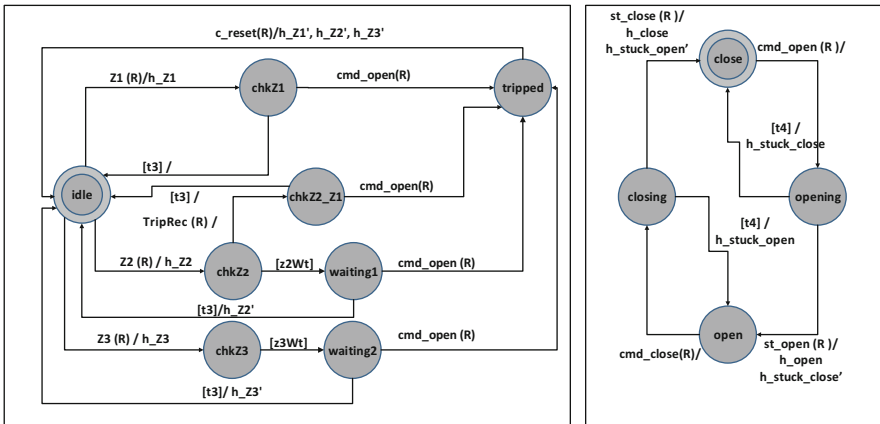 c_reset(R)/h_Z1', h_Z2', h_Z3'
Z1 (R)/h_Z1
chkZ1
cmd_open(R)
tripped
[t3] /
idle
[t3] /
chkZ2_Z1
cmd_open(R)
TripRec (R) /
Z2 (R) / h_Z2
chkZ2
[z2Wt]
waiting1
cmd_open (R)
[t3]/h_Z2'
Z3 (R) / h_Z3
chkZ3
[z3Wt]
waiting2
cmd_open (R)
[t3]/ h_Z3'
st_close (R )/
h_close
h_stuck_open’
close
cmd_open (R )/
[t4] /
h_stuck_close
closing
opening
[t4] /
h_stuck_open
open
cmd_close(R)/
st_open (R )/
h_open
h_stuck_close’